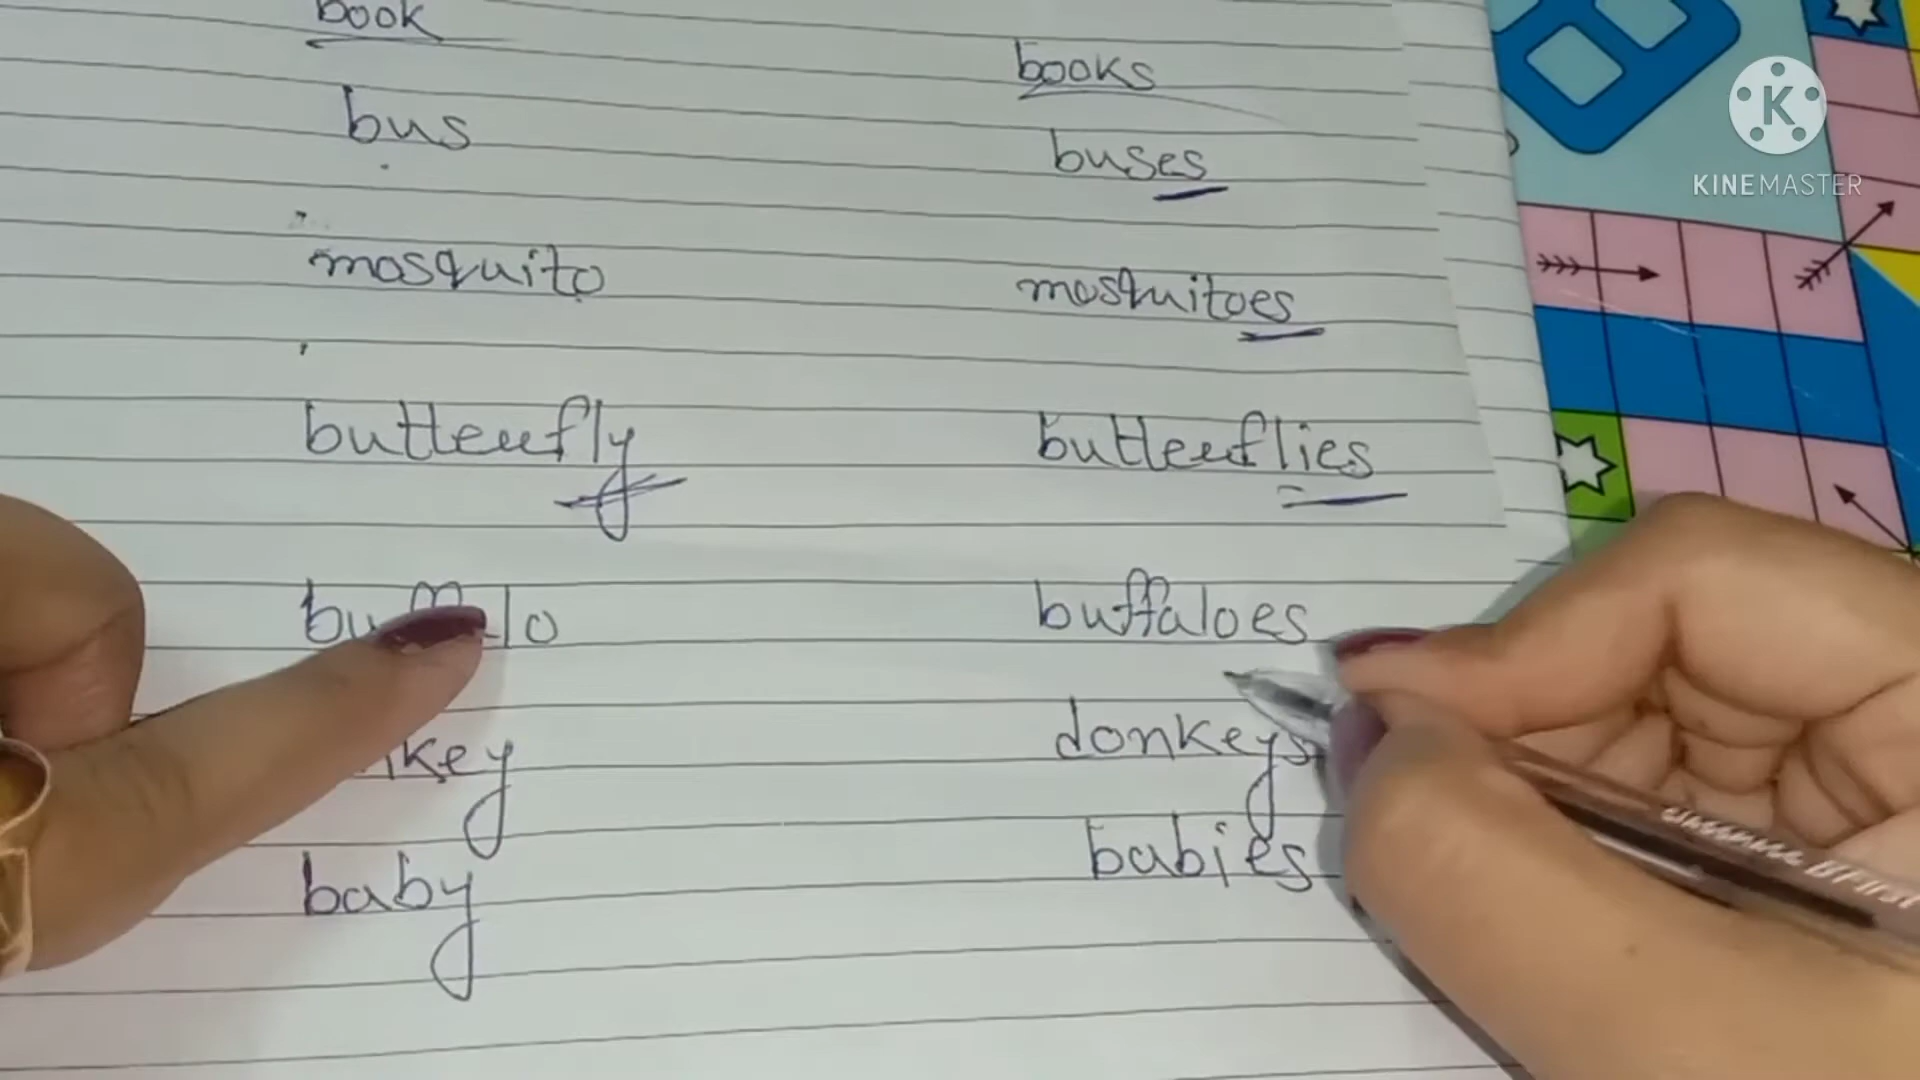 book books
bus buses
mosquito mosquitoes
butterfly butterflies
buffaloes
donkeys
baby babies
KINEMASTER